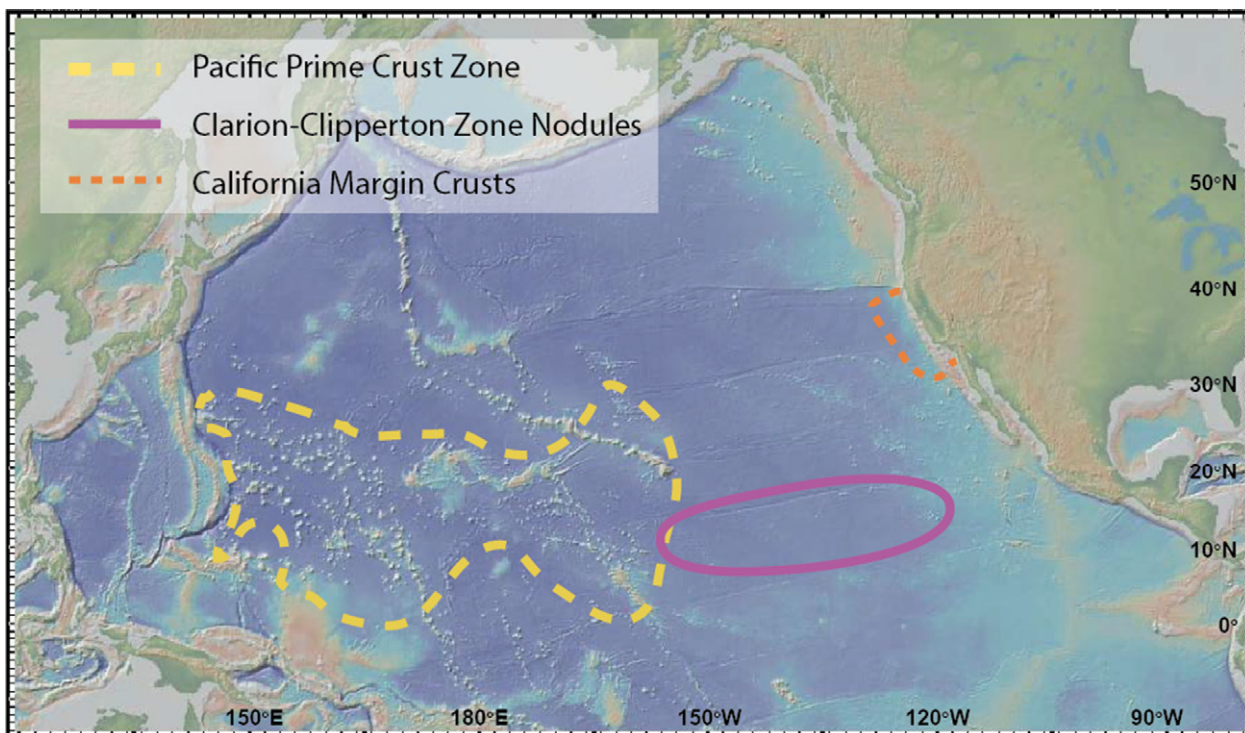 Pacific Prime Crust Zone
Clarion-Clipperton Zone Nodules
California Margin Crusts
50°N
40°N
30°N
20°N
10°N
0°
150°E 180°E 150°W 120°W 90°W